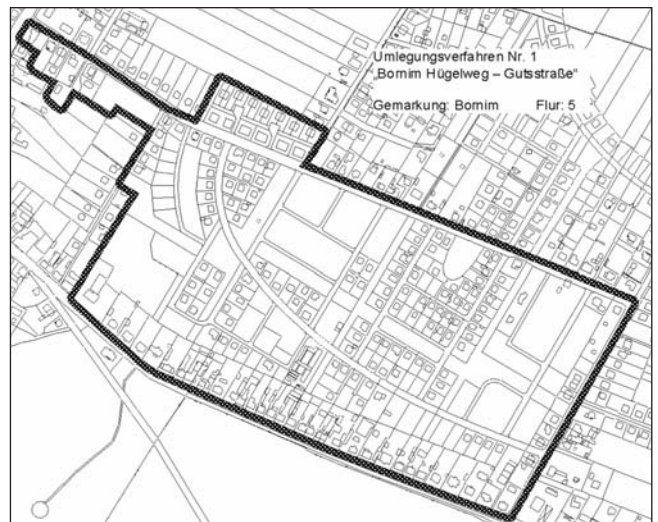 Umlegungsverfahren Nr. 1
„Bornim Hügelweg – Gutsstraße“
Gemarkung: Bornim Flur: 5